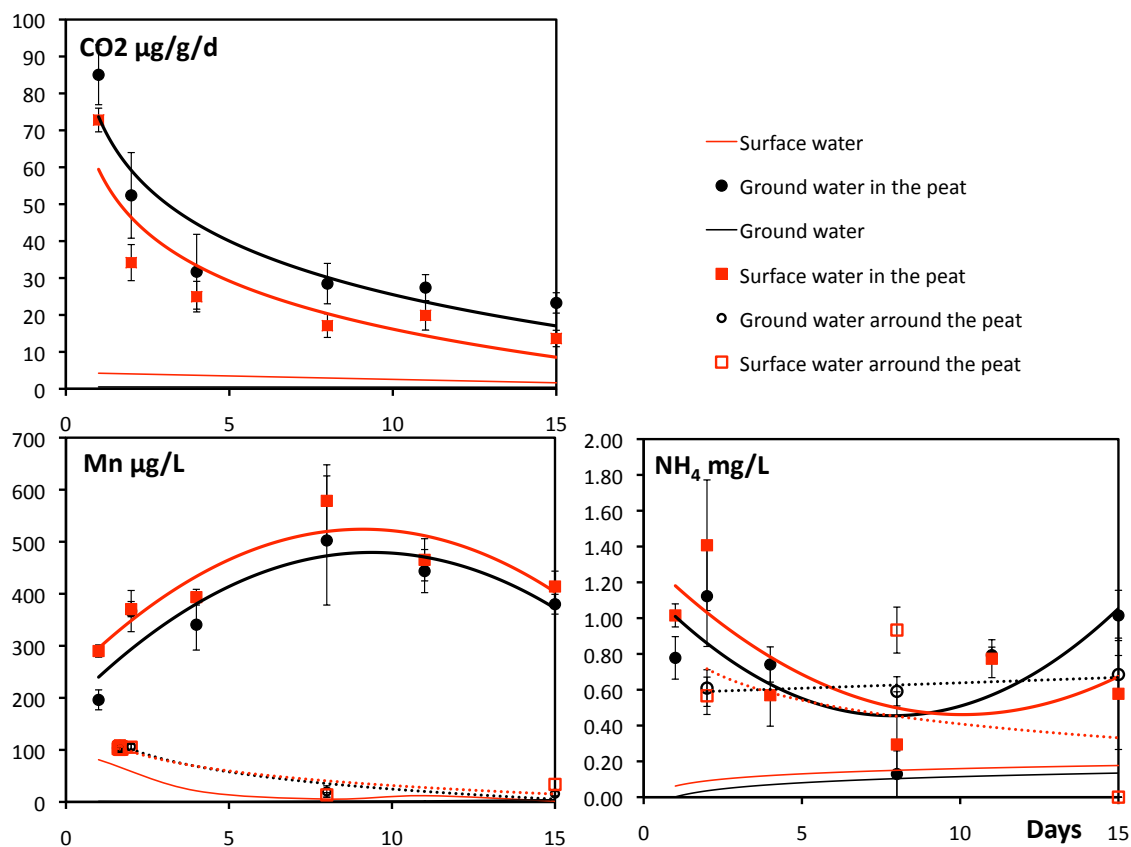 CO2 µg/g/d
100
90
80
70
60
50
40
30
20
10
0
0 5 10 15
Surface water
Ground water in the peat
Ground water
Surface water in the peat
Ground water arround the peat
Surface water arround the peat
Mn µg/L
700
600
500
400
300
200
100
0
0 5 10 15
NH₄ mg/L
2.00
1.80
1.60
1.40
1.20
1.00
0.80
0.60
0.40
0.20
0.00
0 5 10 15
Days